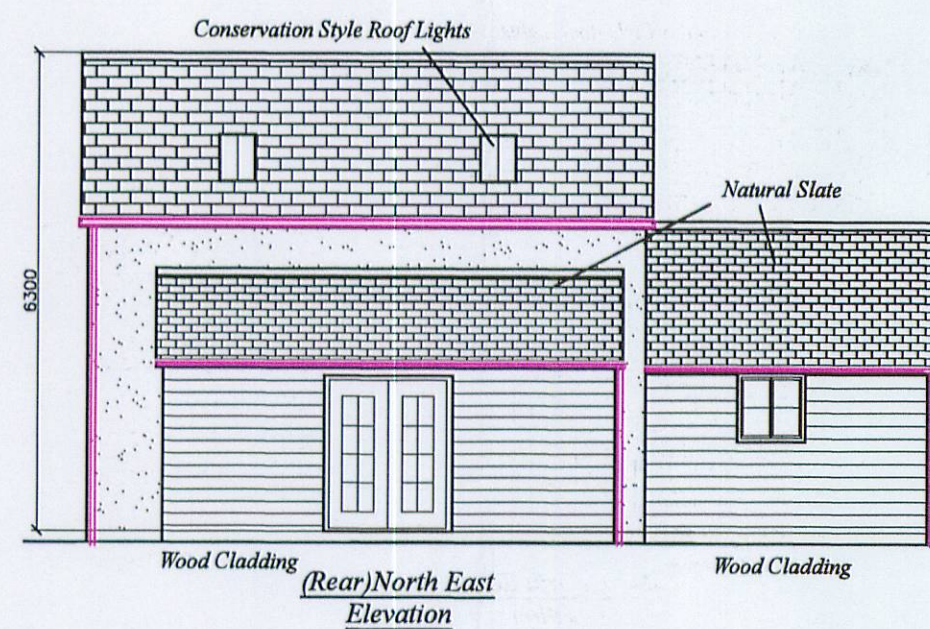 Conservation Style Roof Lights
Natural Slate
6300
Wood Cladding
Wood Cladding
(Rear)North East
Elevation